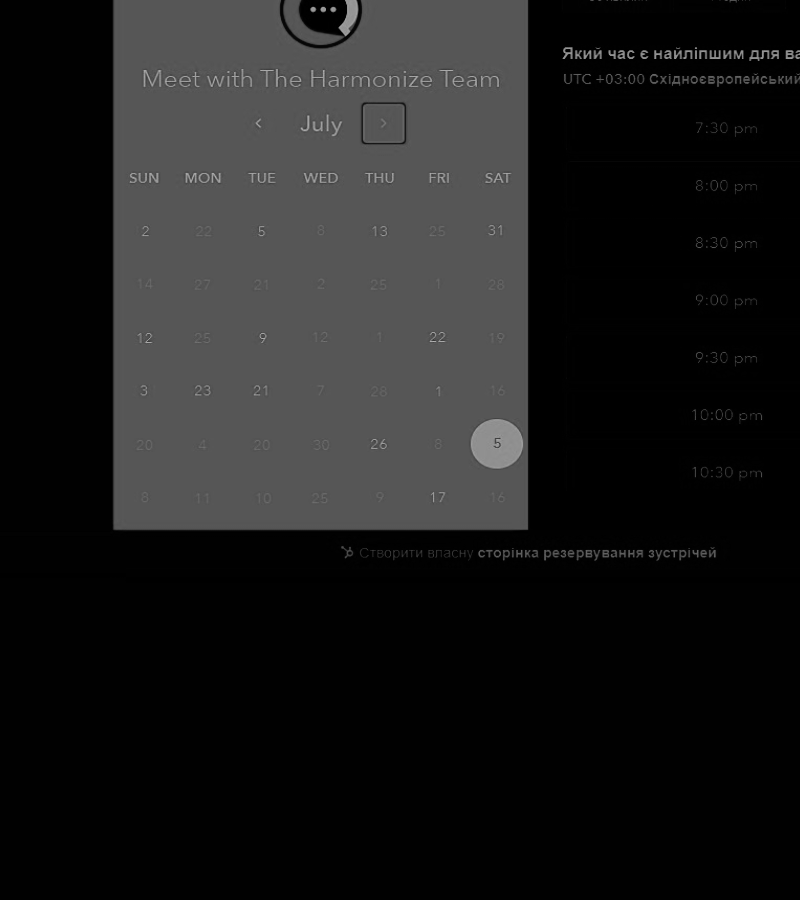 Meet with The Harmonize Team
July
SUN MON TUE WED THU FRI SAT
2 22 5 8 13 25 31
14 27 21 2 25 1 28
12 25 9 12 1 22 19
3 23 21 7 28 1 16
20 4 20 30 26 8 5
8 11 10 25 9 17 16
Який час є найліпшим для ва
UTC +03:00 Східноєвропейський
7:30 pm
8:00 pm
8:30 pm
9:00 pm
9:30 pm
10:00 pm
10:30 pm
Створити власну сторінка резервування зустрічей